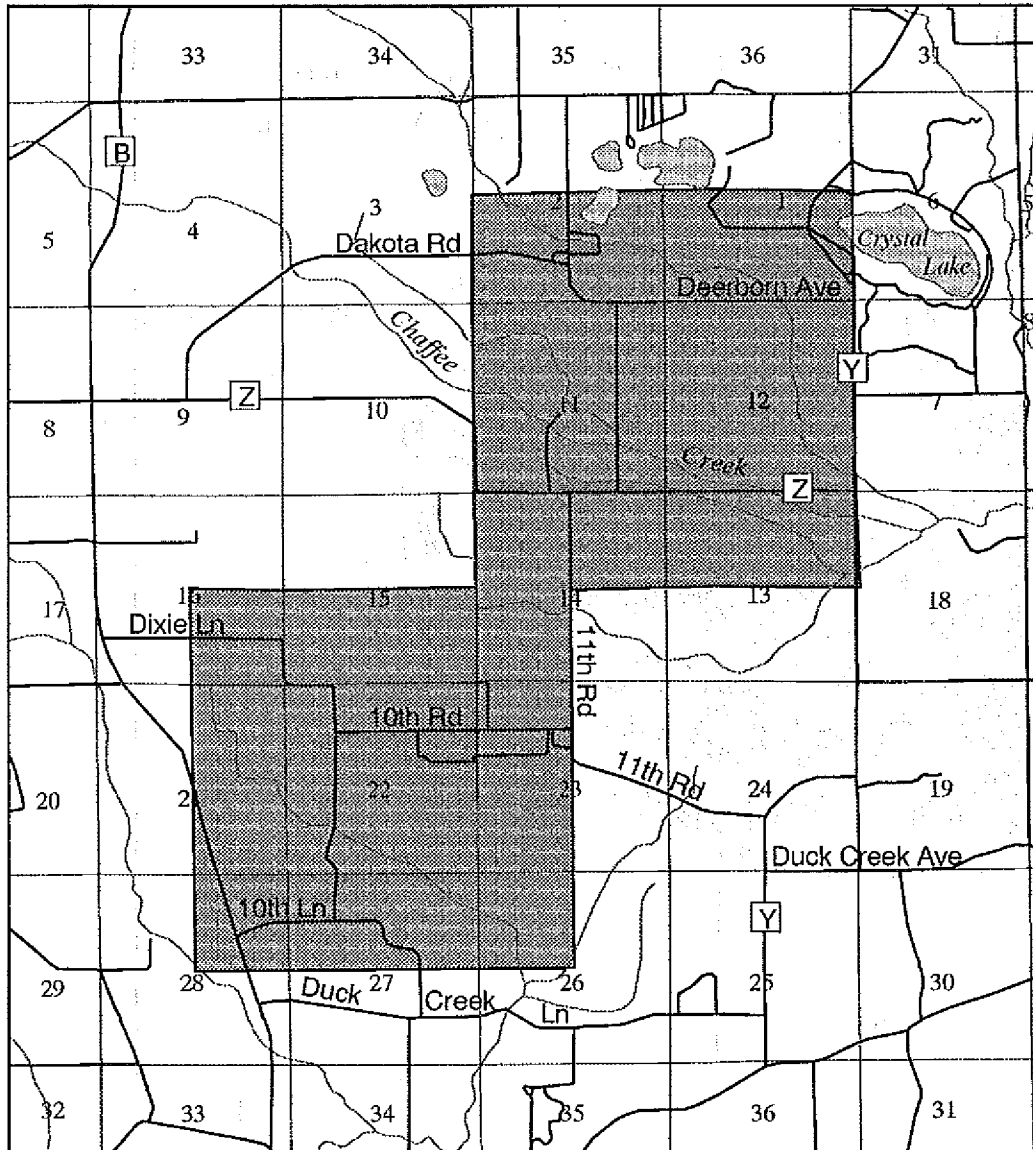 33 34 35 36 31
B
3 2 1 6 5
5 4
Dakota Rd
Crystal
Lake
Deerborn Ave
Chaffee
8
Y
Z
8 9 10 11 12 7
Creek
Z
17 16 15 14 13 18
Dixie Ln
11th Rd
10th Rd
11th Rd
20 2 22 23 24 19
Duck Creek Ave
10th Ln
Y
29 28 27 26 25 30
Duck Creek Ln
32 33 34 35 36 31